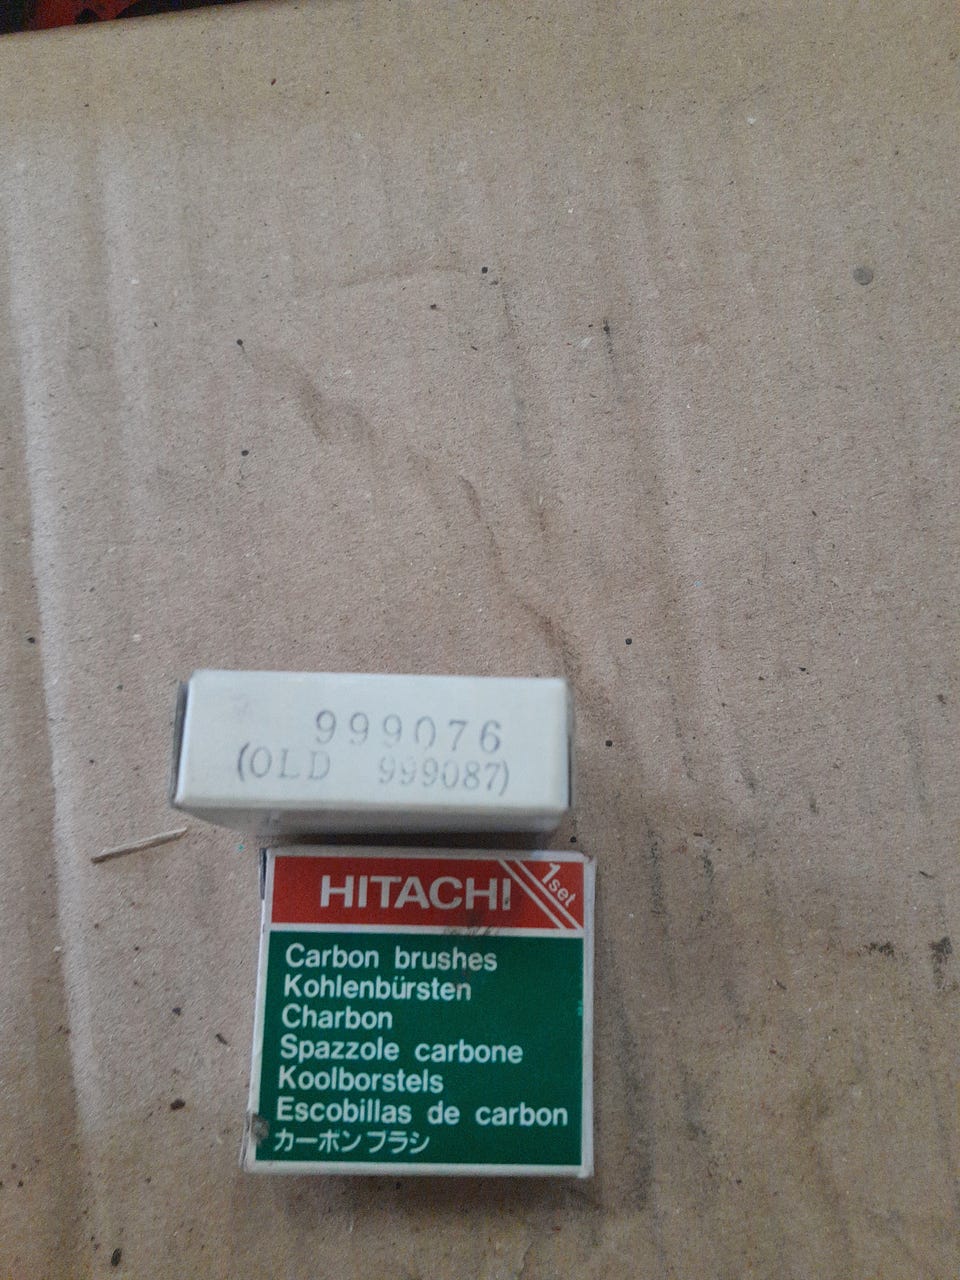 999076
(OLD 999087)
HITACHI
1set
Carbon brushes
Kohlenbürsten
Charbon
Spazzole carbone
Koolborstels
Escobillas de carbon
カーボンブラシ